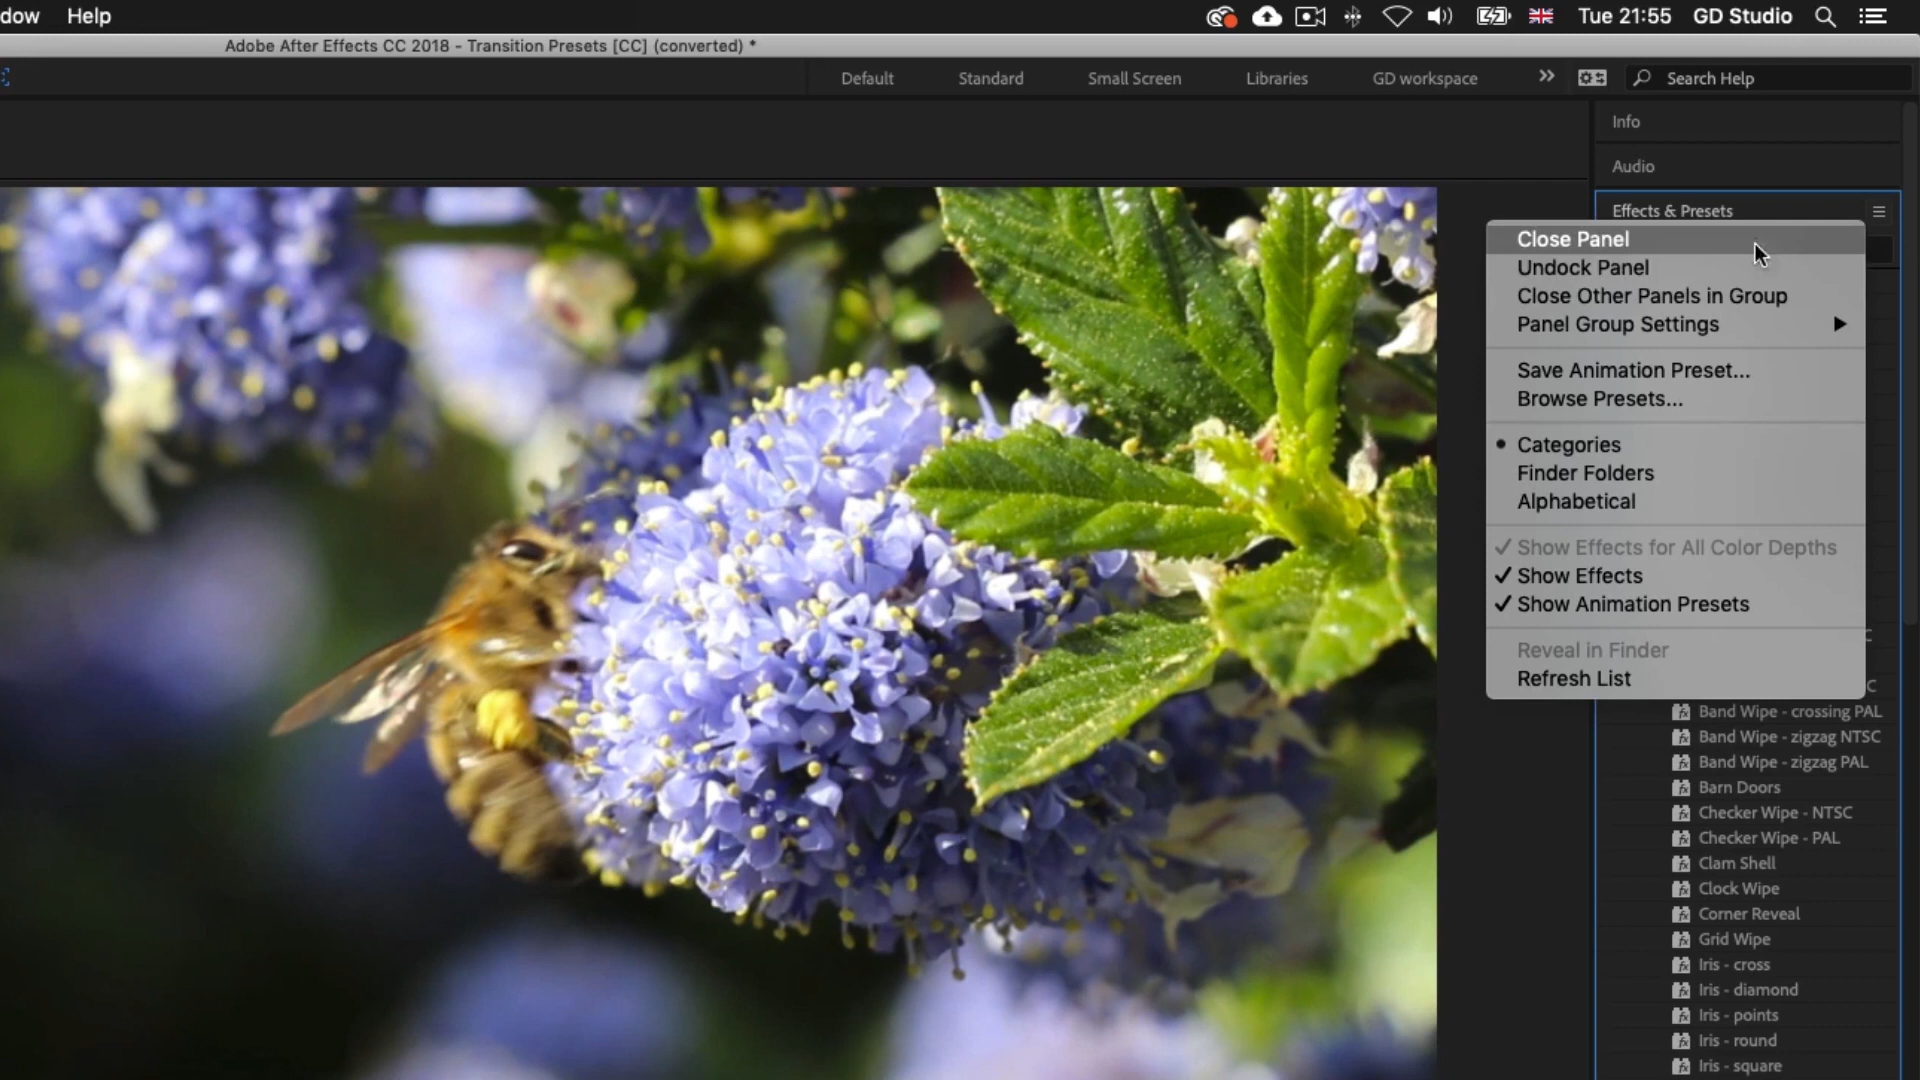 dow Help Tue 21:55 GD Studio
Adobe After Effects CC 2018 - Transition Presets [CC] (converted) *
Default Standard Small Screen Libraries GD workspace Search Help
Info
Audio
Effects & Presets
Close Panel
Undock Panel
Close Other Panels in Group
Panel Group Settings
Save Animation Preset...
Browse Presets...
Categories
Finder Folders
Alphabetical
Show Effects for All Color Depths
Show Effects
Show Animation Presets
Reveal in Finder
Refresh List
Band Wipe - crossing PAL
Band Wipe - zigzag NTSC
Band Wipe - zigzag PAL
Barn Doors
Checker Wipe - NTSC
Checker Wipe - PAL
Clam Shell
Clock Wipe
Corner Reveal
Grid Wipe
Iris - cross
Iris - diamond
Iris - points
Iris - round
Iris - square